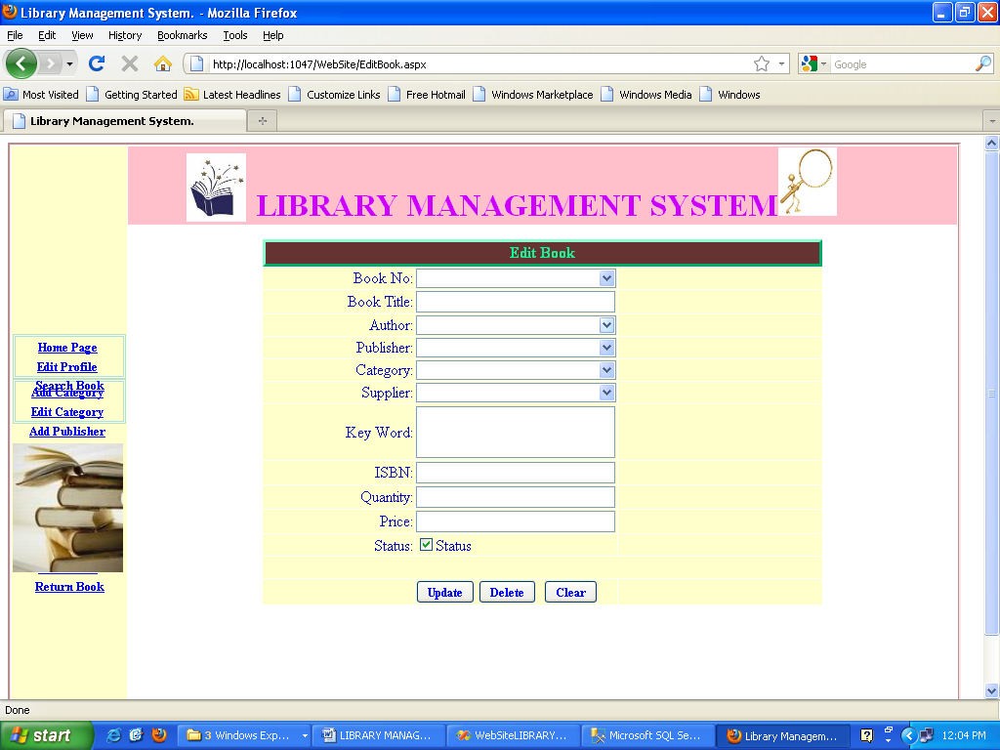 Library Management System. - Mozilla Firefox
File Edit View History Bookmarks Tools Help
http://localhost:1047/WebSite/EditBook.aspx
Google
Most Visited Getting Started Latest Headlines Customize Links Free Hotmail Windows Marketplace Windows Media Windows
Library Management System.
LIBRARY MANAGEMENT SYSTEM
Home Page
Edit Profile
Search Book
Add Category
Edit Category
Add Publisher
Return Book
Edit Book
Book No:
Book Title:
Author:
Publisher:
Category:
Supplier:
Key Word:
ISBN:
Quantity:
Price:
Status: Status
Update Delete Clear
Done
start 3 Windows Exp... LIBRARY MANAG... WebSiteLIBRARY... Microsoft SQL Se... Library Managem... 12:04 PM